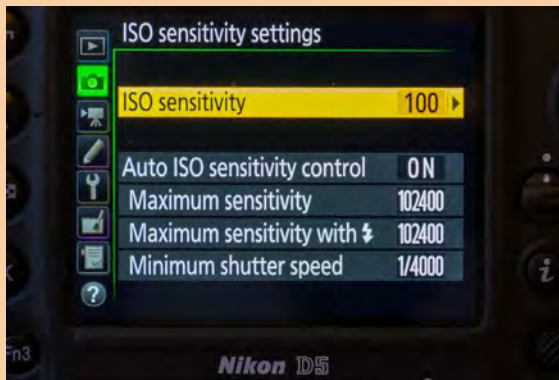 ISO sensitivity settings
ISO sensitivity 100
Auto ISO sensitivity control ON
Maximum sensitivity 102400
Maximum sensitivity with 102400
Minimum shutter speed 1/4000
?
i
Fn3
Nikon D5